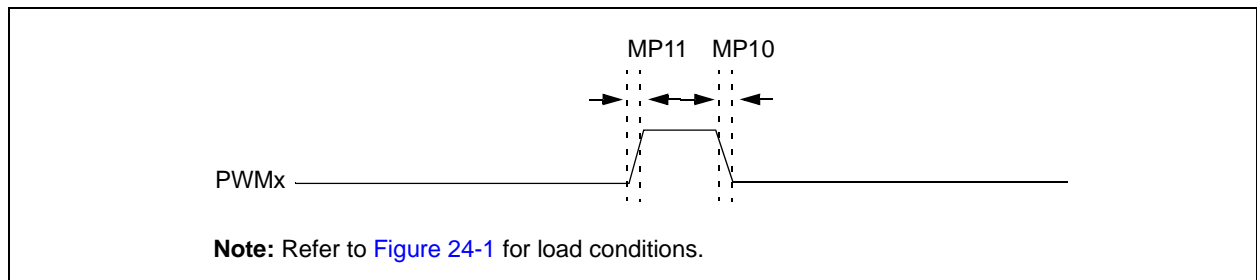 MP11 MP10
PWMx
Note: Refer to Figure 24-1 for load conditions.